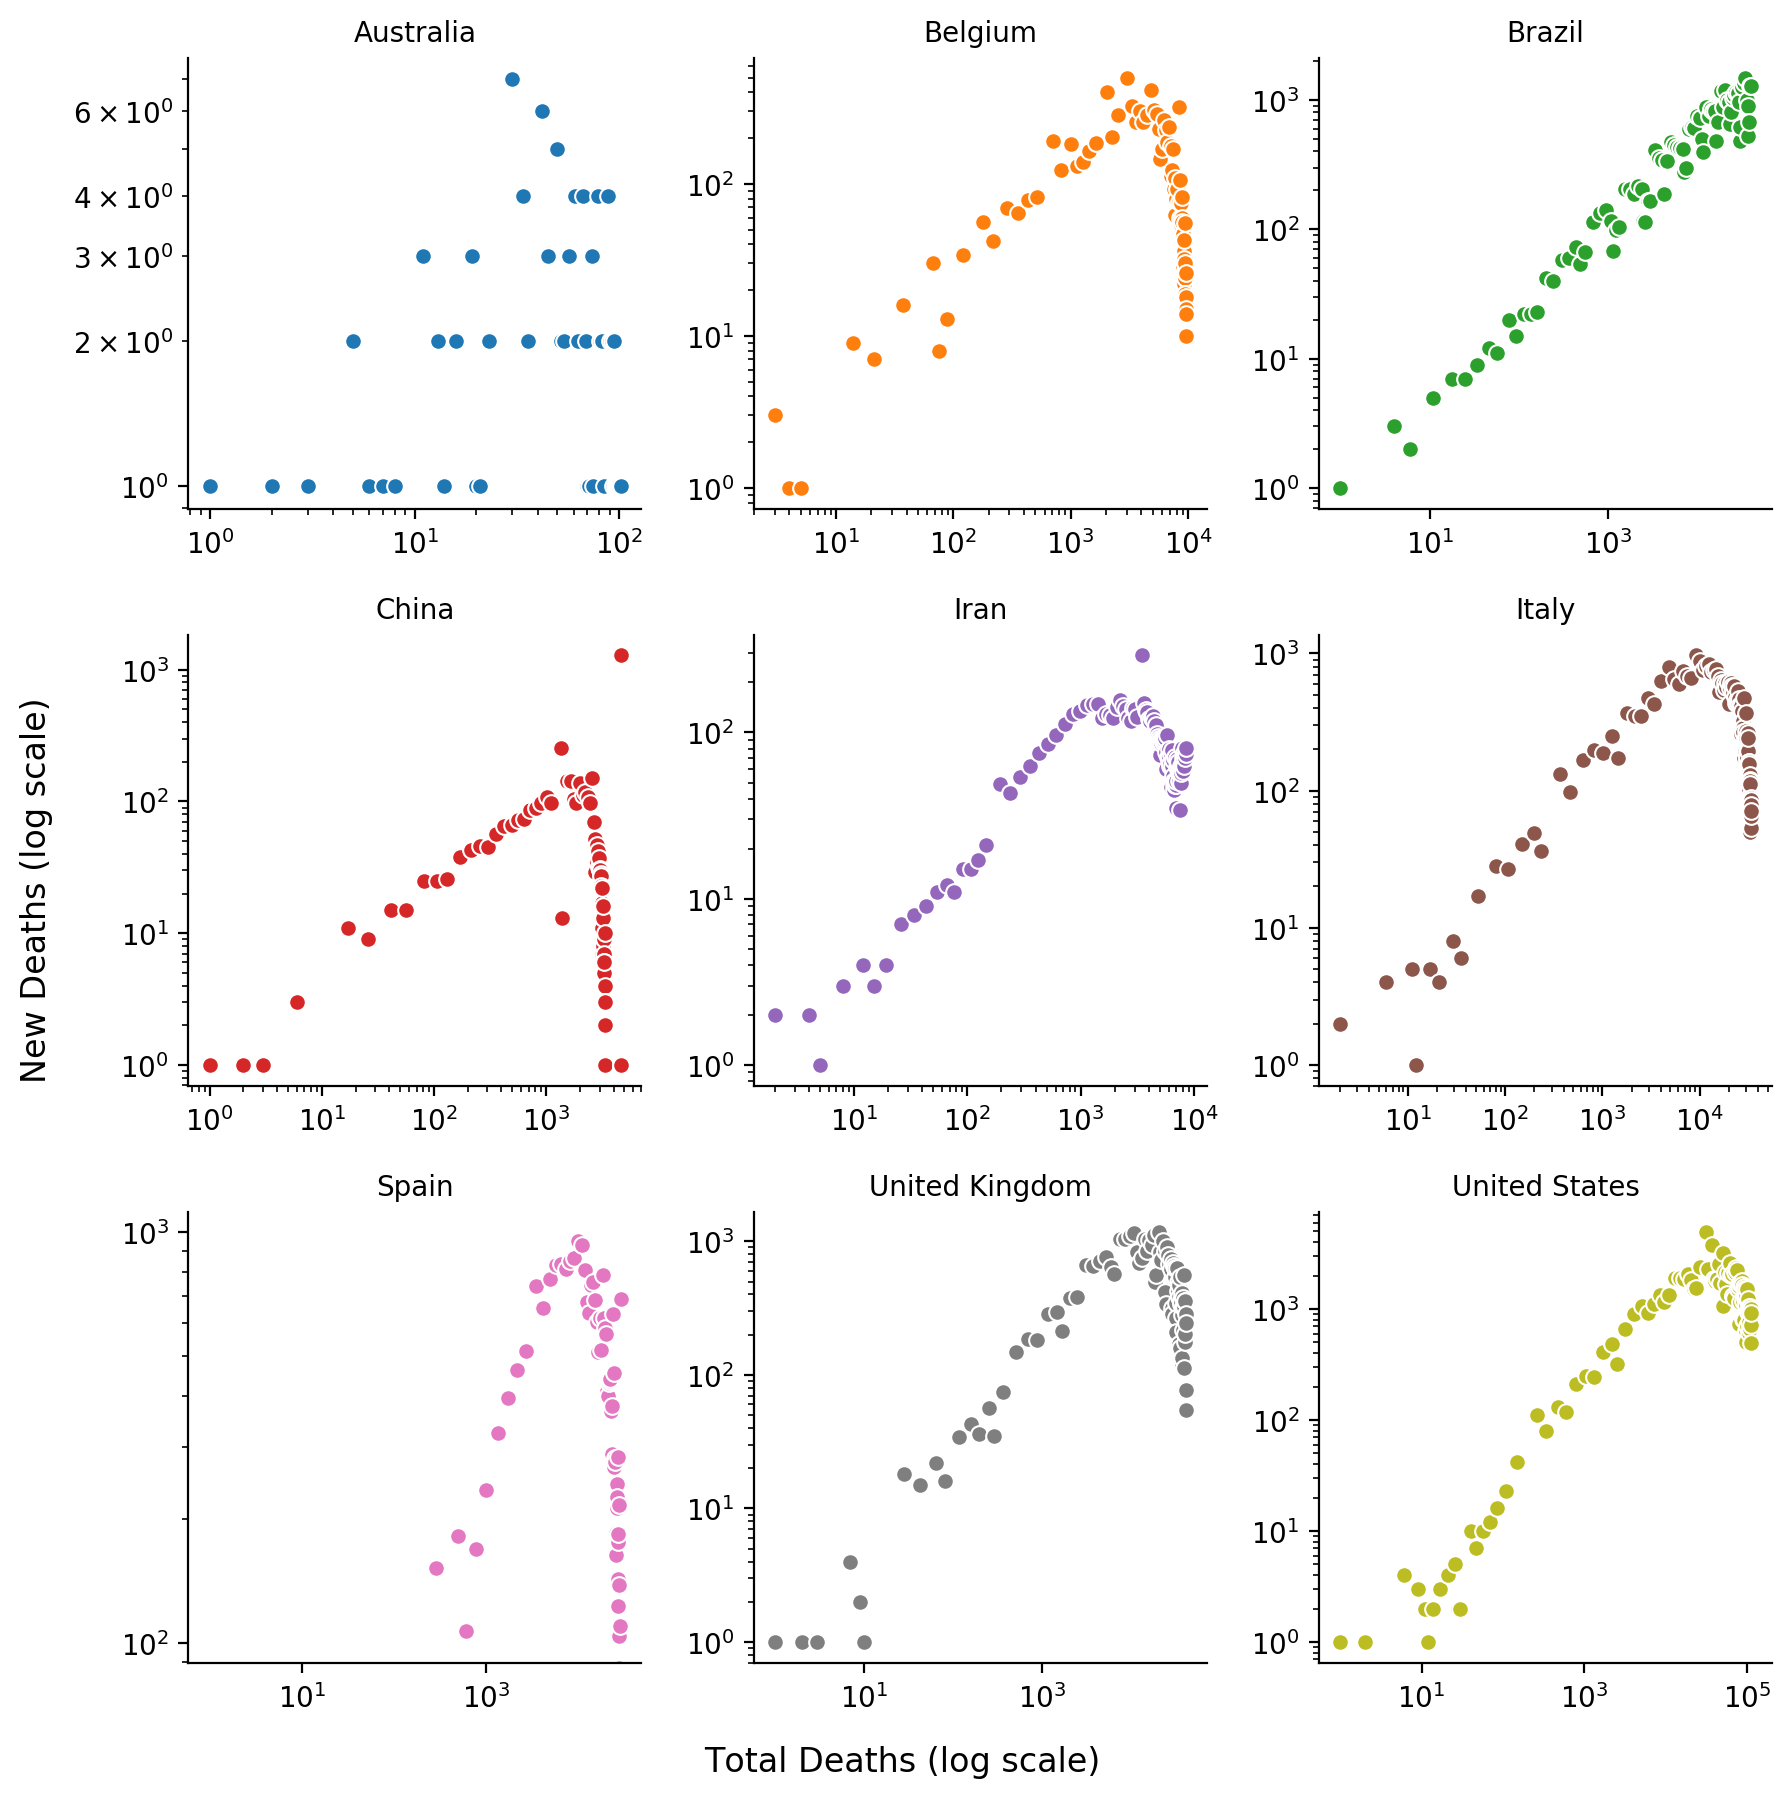 Australia Belgium Brazil
6 × 10⁰
4 × 10⁰
3 × 10⁰
2 × 10⁰
10⁰
10⁰ 10¹ 10²
10²
10¹
10⁰
10¹ 10² 10³ 10⁴
10³
10²
10¹
10⁰
10¹ 10³
China Iran Italy
10³
10²
10¹
10⁰
10⁰ 10¹ 10² 10³
10²
10¹
10⁰
10¹ 10² 10³ 10⁴
10³
10²
10¹
10⁰
10¹ 10² 10³ 10⁴
New Deaths (log scale)
Spain United Kingdom United States
10³
10²
10¹ 10³
10³
10²
10¹
10⁰
10¹ 10³
10³
10²
10¹
10⁰
10¹ 10³ 10⁵
Total Deaths (log scale)